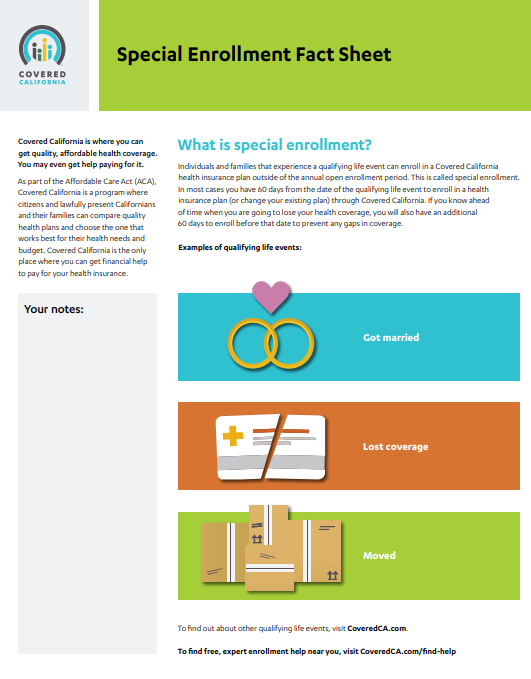 COVERED
CALIFORNIA
Special Enrollment Fact Sheet
Covered California is where you can
get quality, affordable health coverage.
You may even get help paying for it.
As part of the Affordable Care Act (ACA),
Covered California is a program where
citizens and lawfully present Californians
and their families can compare quality
health plans and choose the one that
works best for their health needs and
budget. Covered California is the only
place where you can get financial help
to pay for your health insurance.
Your notes:
What is special enrollment?
Individuals and families that experience a qualifying life event can enroll in a Covered California
health insurance plan outside of the annual open enrollment period. This is called special enrollment.
In most cases you have 60 days from the date of the qualifying life event to enroll in a health
insurance plan (or change your existing plan) through Covered California. If you know ahead
of time when you are going to lose your health coverage, you will also have an additional
60 days to enroll before that date to prevent any gaps in coverage.
Examples of qualifying life events:
Got married
Lost coverage
Moved
To find out about other qualifying life events, visit CoveredCA.com.
To find free, expert enrollment help near you, visit CoveredCA.com/find-help